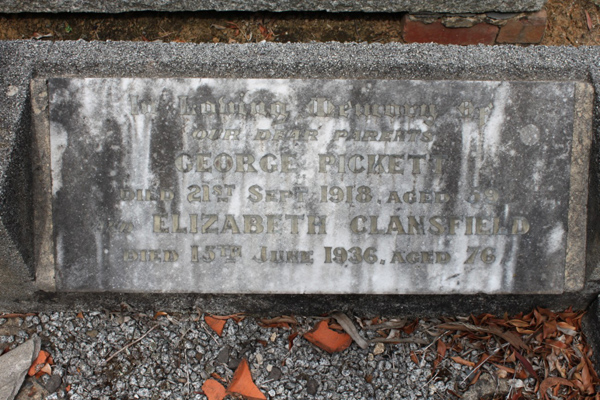 In Loving Memory of
OUR DEAR PARENTS
GEORGE PICKETT
DIED 21ST SEPT 1918, AGED
ELIZABETH CLANSFIELD
DIED 15TH JUNE 1936, AGED 76